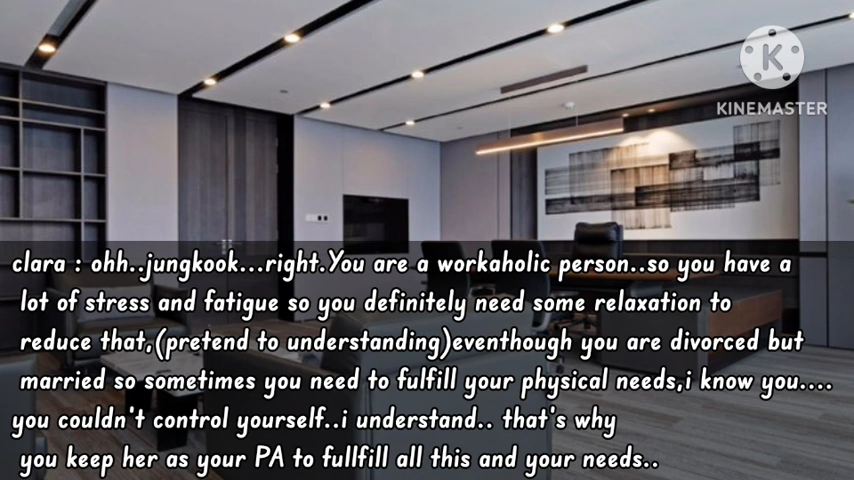 KINEMASTER
clara : ohh..jungkook...right.You are a workaholic person..so you have a
lot of stress and fatigue so you definitely need some relaxation to
reduce that,(pretend to understanding)eventhough you are divorced but
married so sometimes you need to fulfill your physical needs,i know you....
you couldn't control yourself..i understand.. that's why
you keep her as your PA to fullfill all this and your needs..